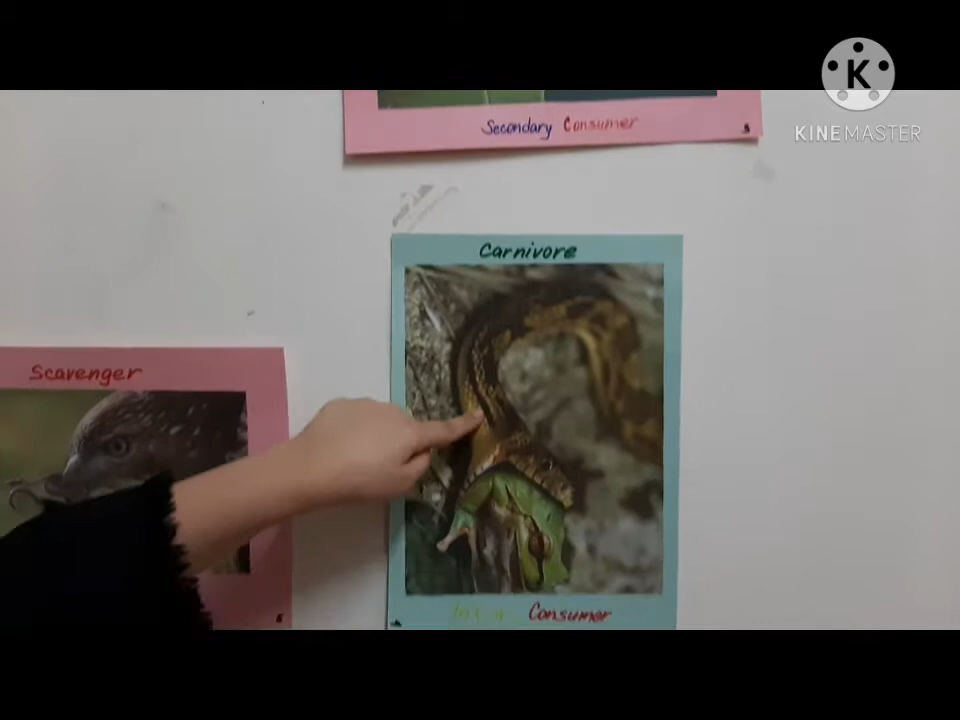 K
KINEMASTER
Secondary Consumer
Carnivore
Scavenger
Consumer